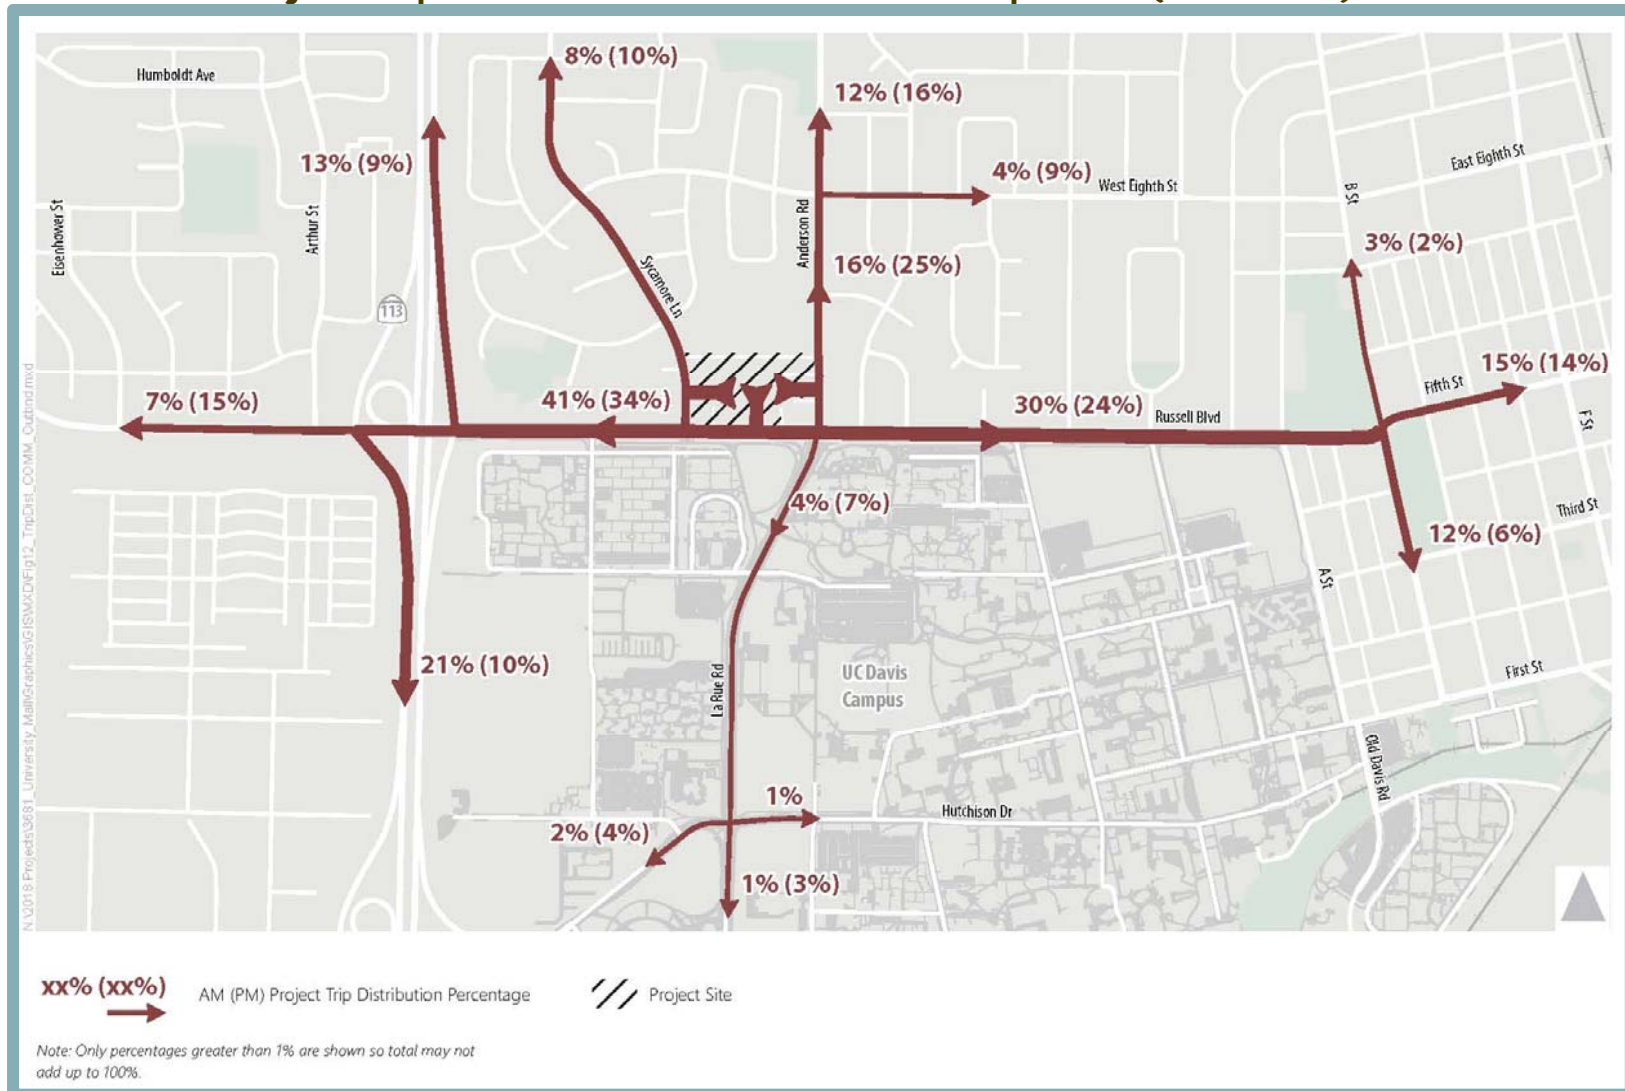 8% (10%)
Humboldt Ave
12% (16%)
13% (9%)
4% (9%)
West Eighth St
East Eighth St
B St
Eisenhower St
Arthur St
Anderson Rd
3% (2%)
Sycamore Ln
16% (25%)
113
15% (14%)
Fifth St
7% (15%)
41% (34%)
30% (24%)
Russell Blvd
F St
4% (7%)
Third St
12% (6%)
A St
21% (10%)
La Rue Rd
UC Davis
Campus
First St
Old Davis Rd
1%
Hutchison Dr
2% (4%)
1% (3%)
xx% (xx%)
AM (PM) Project Trip Distribution Percentage
Project Site
Note: Only percentages greater than 1% are shown so total may not
add up to 100%.